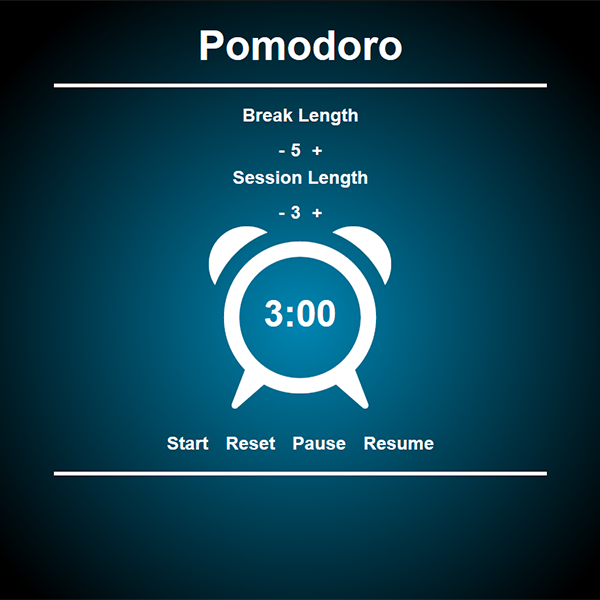 Pomodoro
Break Length
- 5 +
Session Length
- 3 +
3:00
Start Reset Pause Resume